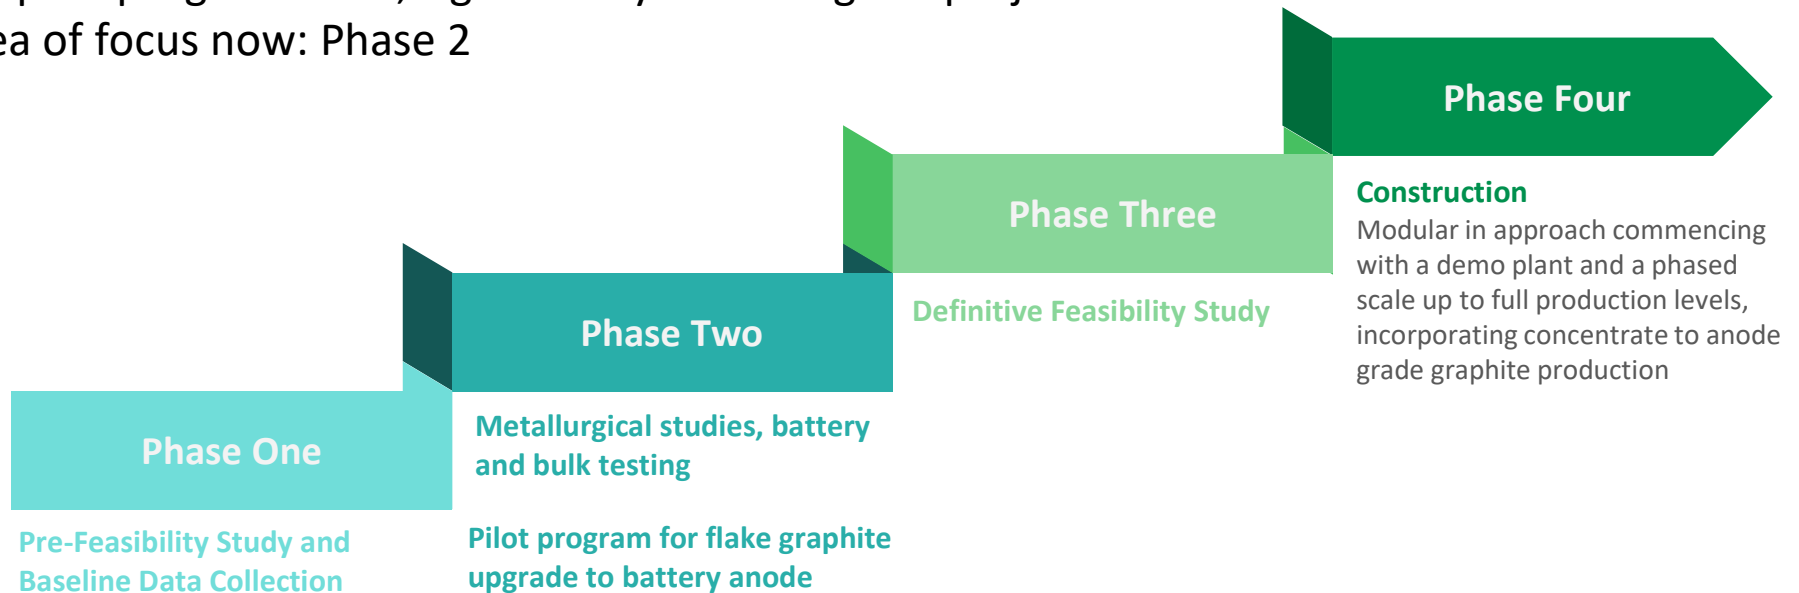 ea of focus now: Phase 2
Phase Four
Construction
Modular in approach commencing
with a demo plant and a phased
scale up to full production levels,
incorporating concentrate to anode
grade graphite production
Phase Three
Definitive Feasibility Study
Phase Two
Metallurgical studies, battery
and bulk testing
Pilot program for flake graphite
upgrade to battery anode
Phase One
Pre-Feasibility Study and
Baseline Data Collection